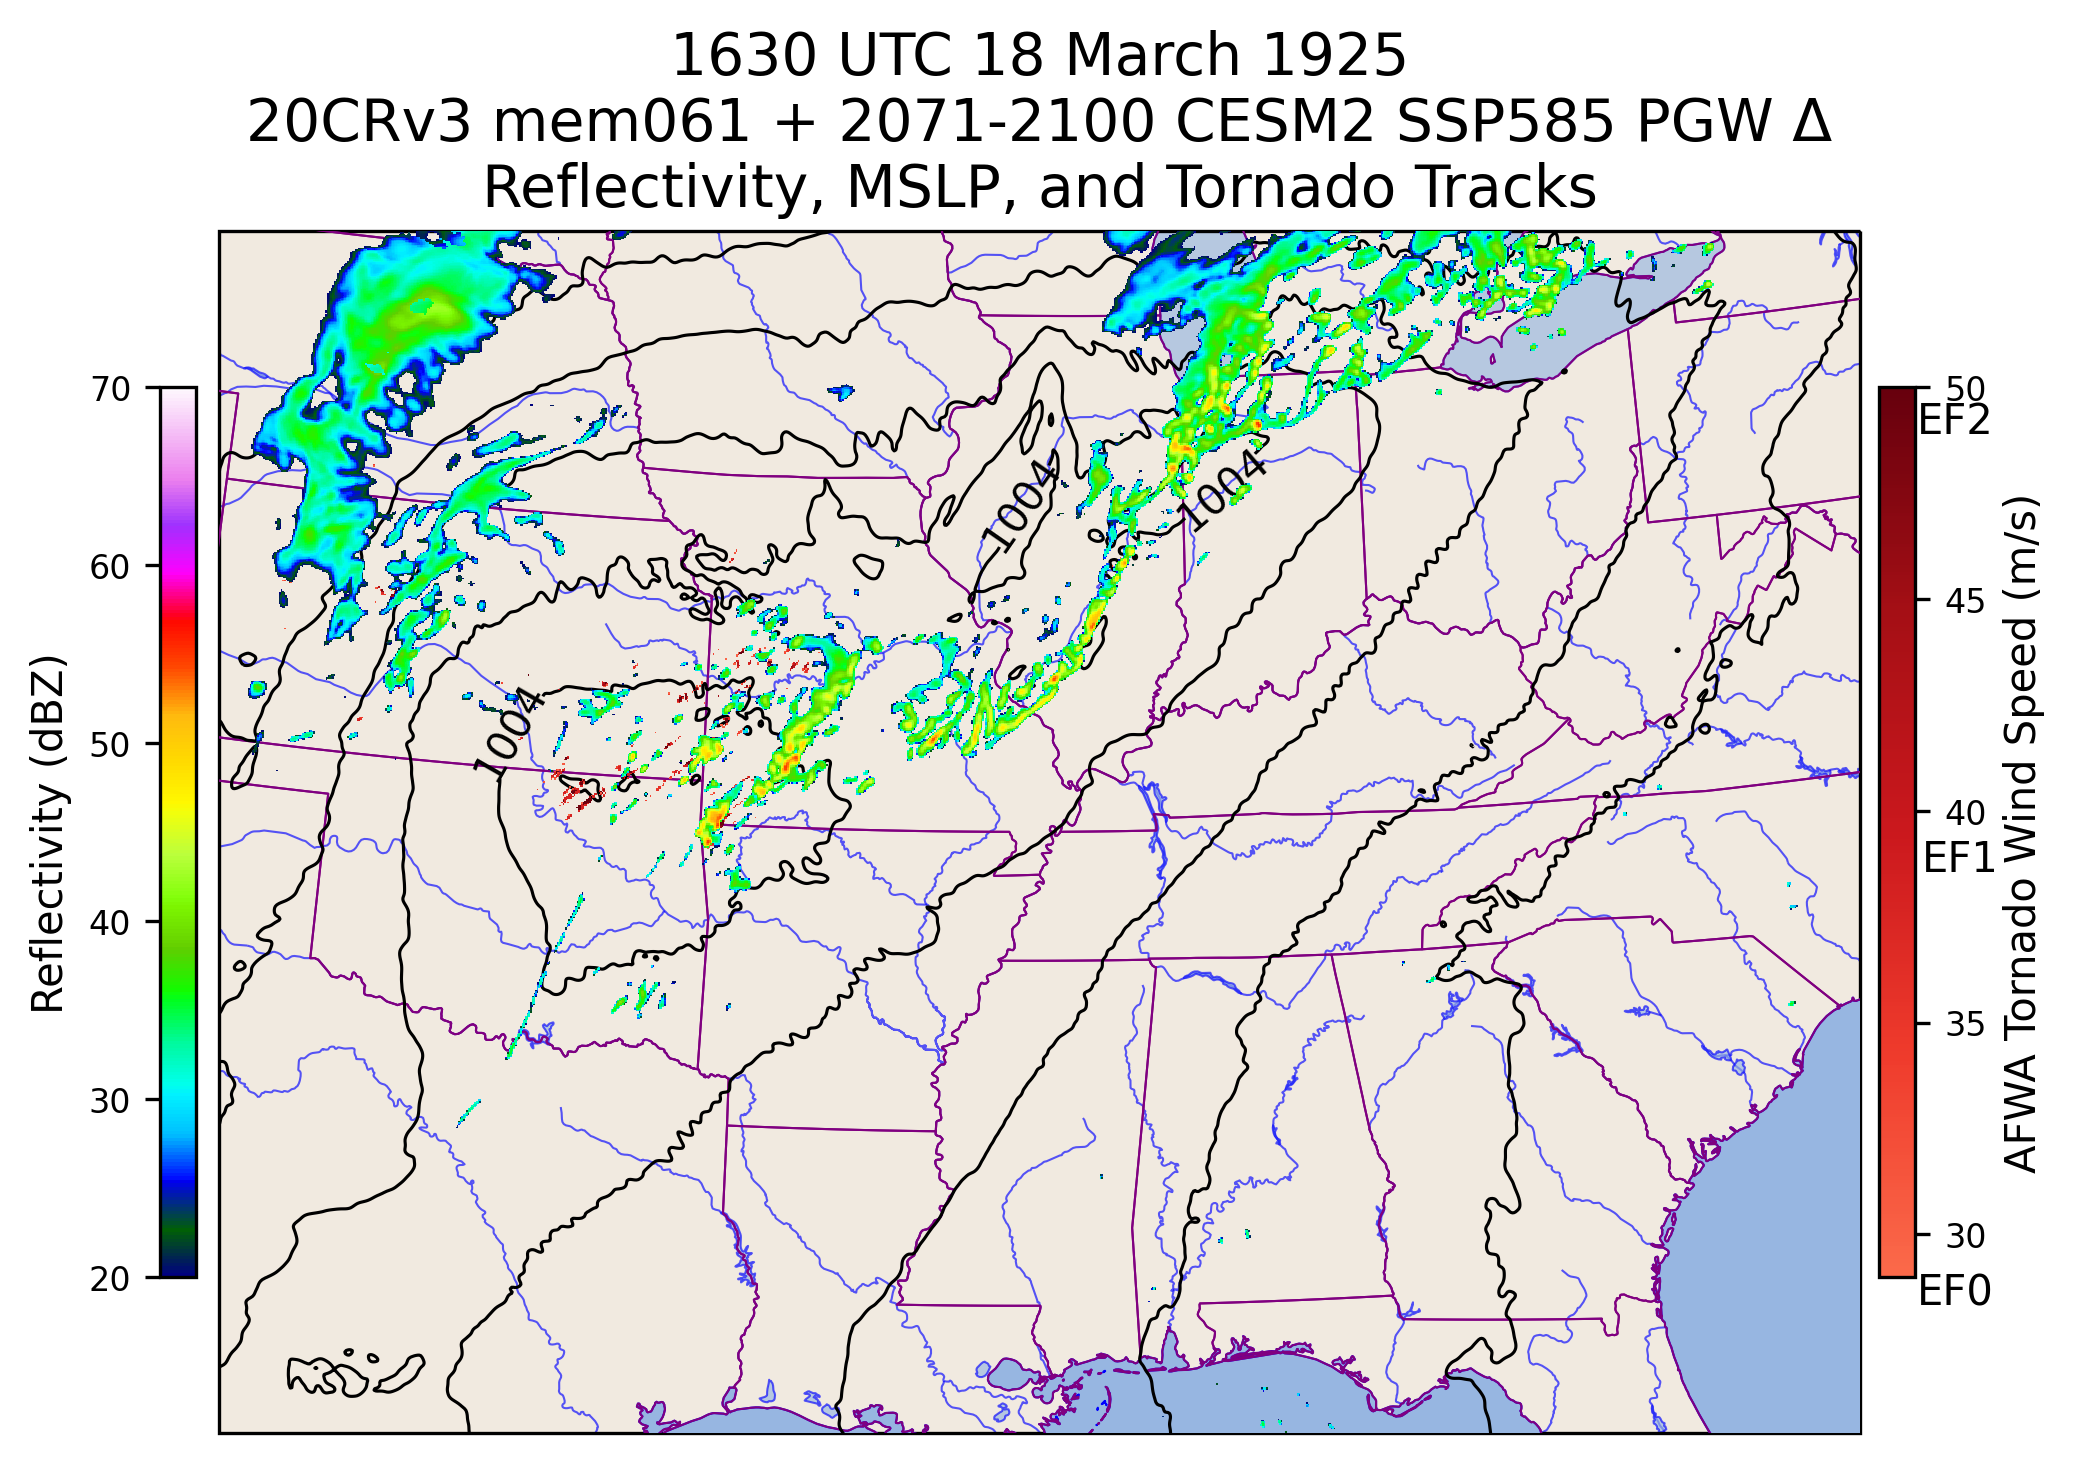 1630 UTC 18 March 1925
20CRv3 mem061 + 2071-2100 CESM2 SSP585 PGW Δ
Reflectivity, MSLP, and Tornado Tracks
Reflectivity (dBZ)
70
60
50
40
30
20
1004
1004
1004
50
EF2
45
40
EF1
35
30
EF0
AFWA Tornado Wind Speed (m/s)